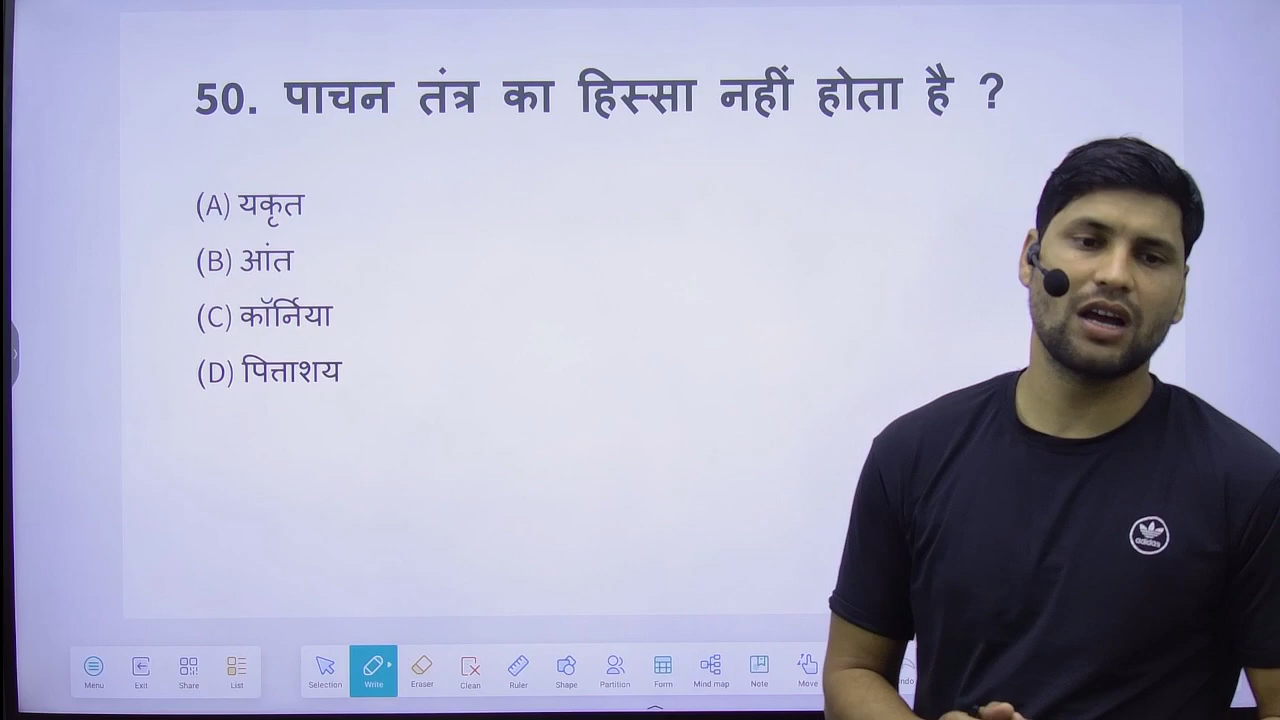 50. पाचन तंत्र का हिस्सा नहीं होता है ?
(A) यकृत
(B) आंत
(C) कॉर्निया
(D) पित्ताशय
adidas
Menu Exit Share List Selection Write Eraser Clean Ruler Shape Partition Form Mind map Note Move